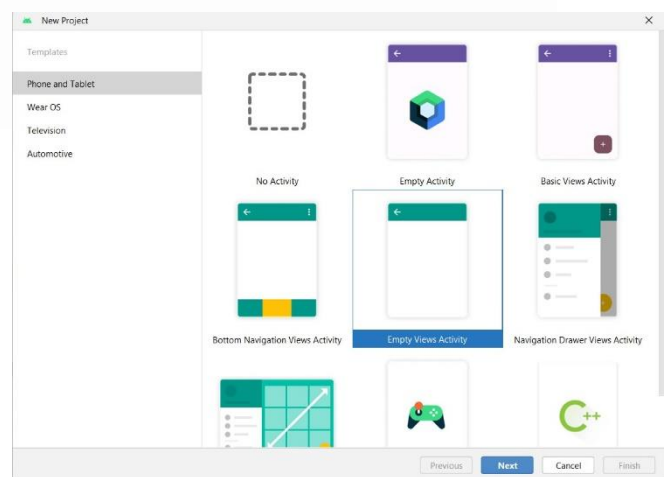 New Project
Templates
Phone and Tablet
Wear OS
Television
Automotive
No Activity
Empty Activity
Basic Views Activity
Bottom Navigation Views Activity
Empty Views Activity
Navigation Drawer Views Activity
C++
Previous
Next
Cancel
Finish